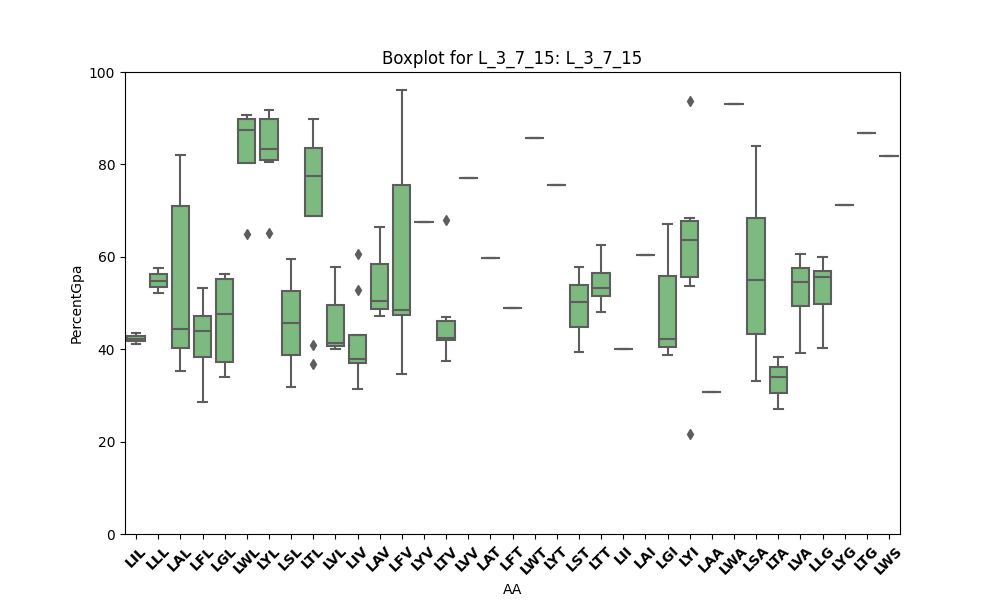 Boxplot for L_3_7_15: L_3_7_15
100
80
60
40
20
0
PercentGpa
LIL LLL LAL LFL LGL LWL LYL LSL LTL LVL LIV LAV LFV LYV LTV LVV LAT LFT LWT LYT LST LTT LII LAI LGI LYI LAA LWA LSA LTA LVA LLG LYG LTG LWS
AA